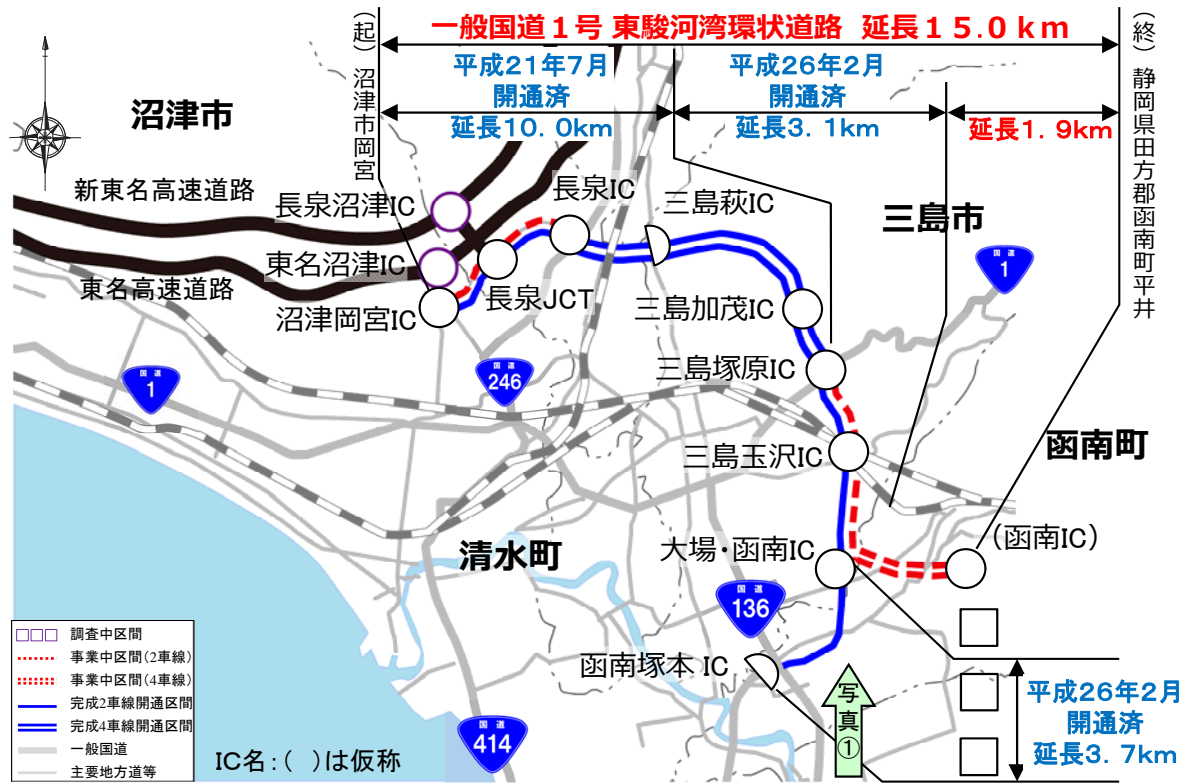 一般国道1号 東駿河湾環状道路 延長15.0km
(起) 沼津市岡宮
(終) 静岡県田方郡函南町平井
平成21年7月
開通済
延長10.0km
平成26年2月
開通済
延長3.1km
延長1.9km
沼津市
新東名高速道路
長泉沼津IC
長泉IC
三島萩IC
三島市
国道
1
東名沼津IC
東名高速道路
長泉JCT
沼津岡宮IC
三島加茂IC
国道
1
国道
246
三島塚原IC
三島玉沢IC
函南町
清水町
大場・函南IC
(函南IC)
国道
136
函南塚本 IC
写真①
平成26年2月
開通済
延長3.7km
国道
414
調査中区間
事業中区間(2車線)
事業中区間(4車線)
完成2車線開通区間
完成4車線開通区間
一般国道
主要地方道等
IC名:( )は仮称